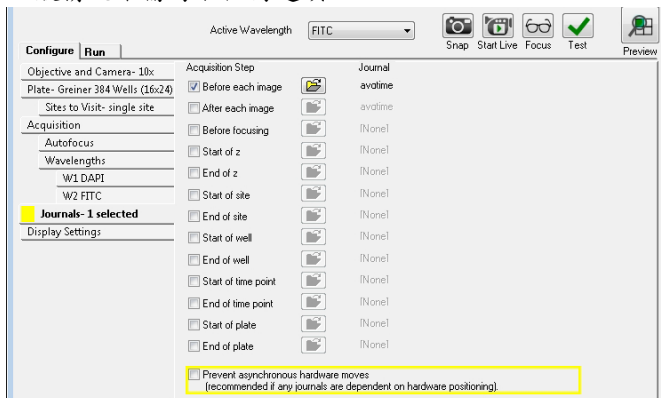 Active Wavelength FITC
Snap Start Live Focus Test Preview
Configure Run
Objective and Camera- 10x
Plate- Greiner 384 Wells (16x24)
Sites to Visit- single site
Acquisition
Autofocus
Wavelengths
W1 DAPI
W2 FITC
Journals- 1 selected
Display Settings
Acquisition Step Journal
Before each image avatime
After each image avatime
Before focusing [None]
Start of z [None]
End of z [None]
Start of site [None]
End of site [None]
Start of well [None]
End of well [None]
Start of time point [None]
End of time point [None]
Start of plate [None]
End of plate [None]
Prevent asynchronous hardware moves
(recommended if any journals are dependent on hardware positioning).